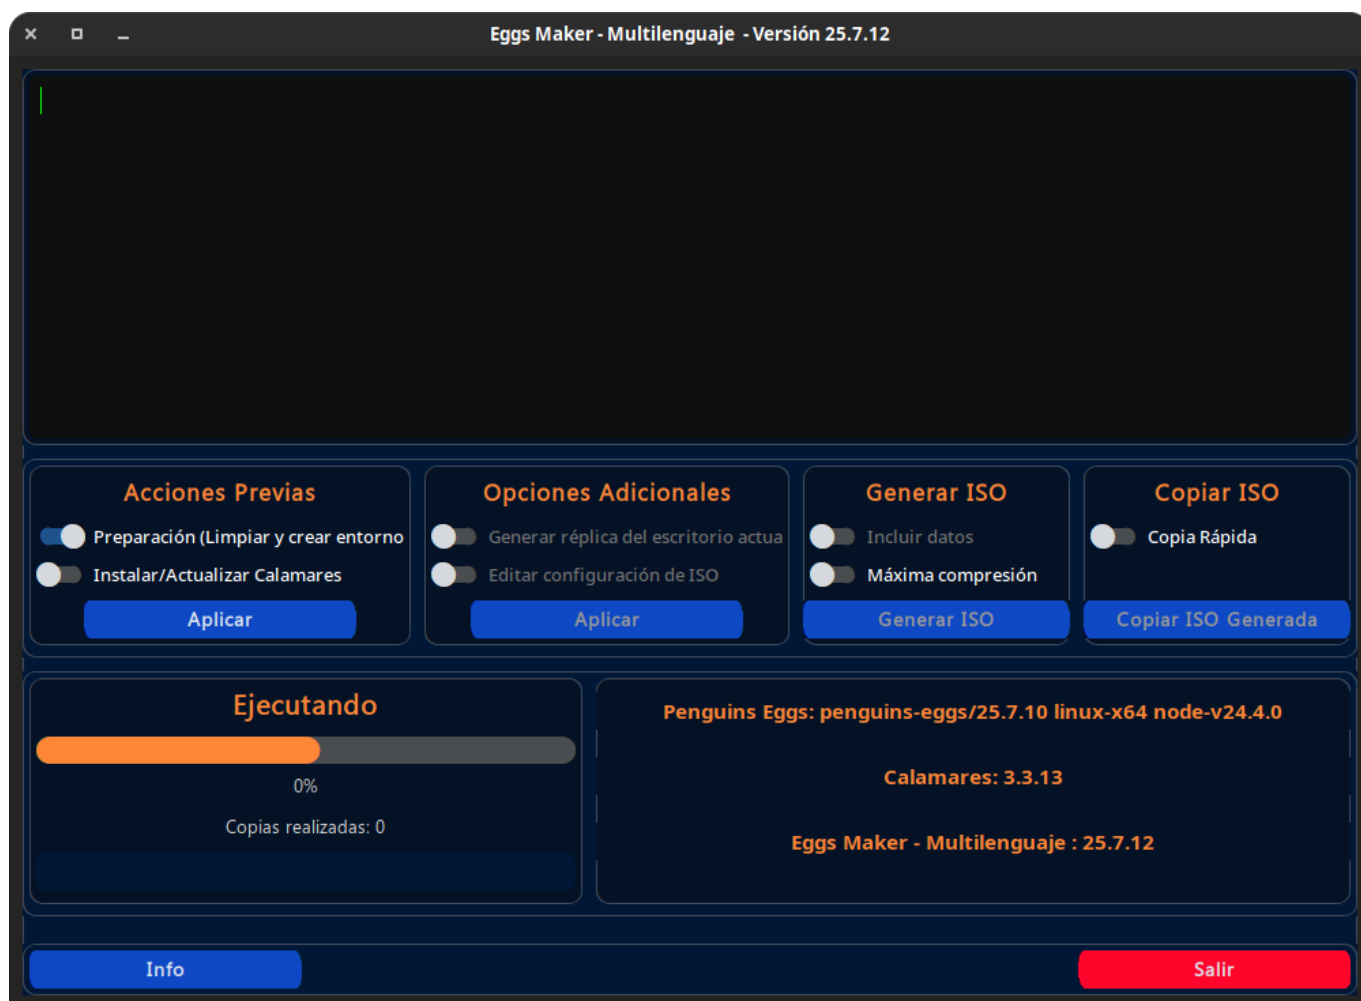 Eggs Maker - Multilenguaje - Versión 25.7.12
Acciones Previas
Preparación (Limpiar y crear entorno
Instalar/Actualizar Calamares
Aplicar
Opciones Adicionales
Generar réplica del escritorio actua
Editar configuración de ISO
Aplicar
Generar ISO
Incluir datos
Máxima compresión
Generar ISO
Copiar ISO
Copia Rápida
Copiar ISO Generada
Ejecutando
0%
Copias realizadas: 0
Penguins Eggs: penguins-eggs/25.7.10 linux-x64 node-v24.4.0
Calamares: 3.3.13
Eggs Maker - Multilenguaje : 25.7.12
Info
Salir